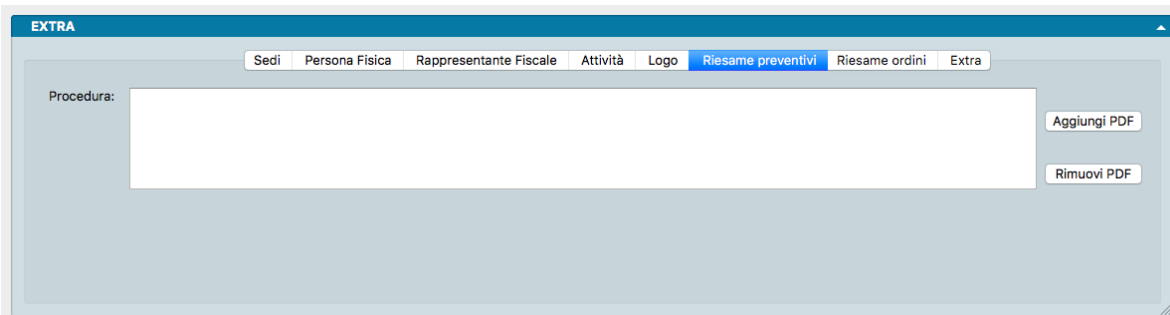 EXTRA
Sedi Persona Fisica Rappresentante Fiscale Attività Logo Riesame preventivi Riesame ordini Extra
Procedura:
Aggiungi PDF
Rimuovi PDF